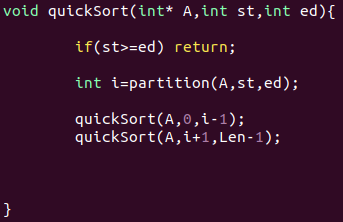 void quickSort(int* A,int st,int ed){
if(st>=ed) return;
int i=partition(A,st,ed);
quickSort(A,0,i-1);
quickSort(A,i+1,Len-1);
}